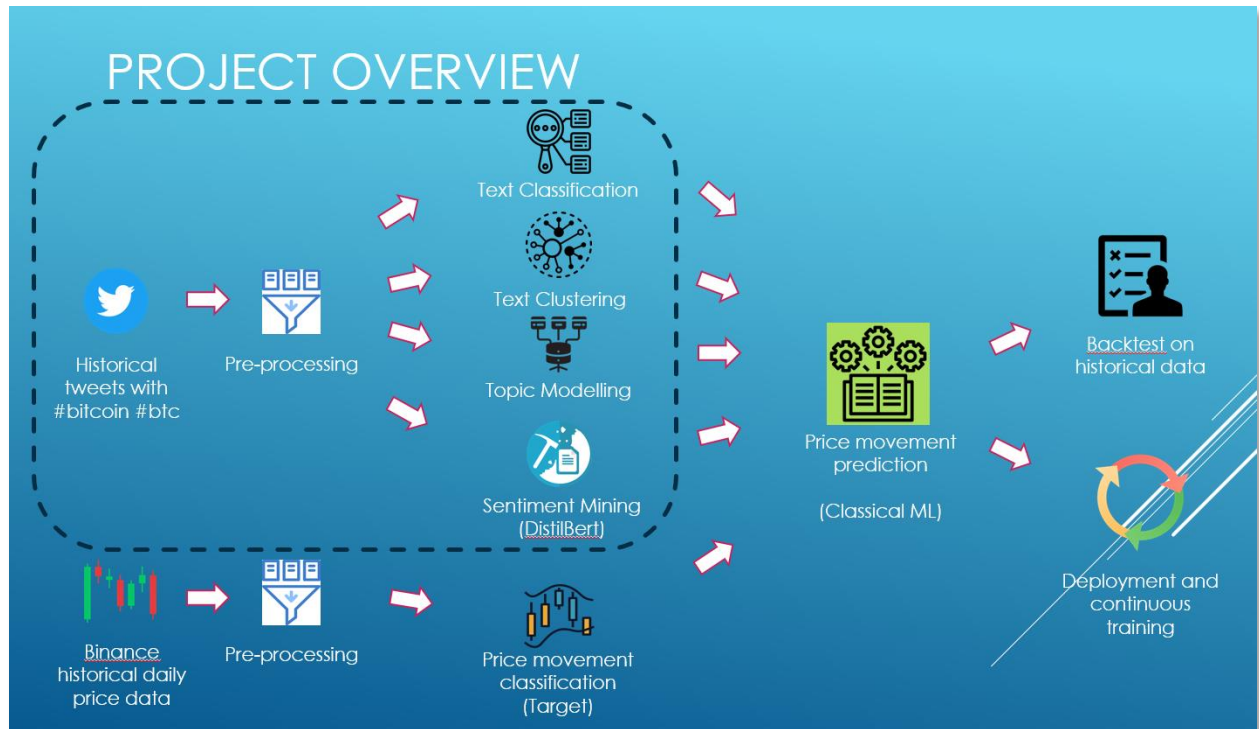 PROJECT OVERVIEW
Text Classification
Text Clustering
Historical
tweets with
#bitcoin #btc
Pre-processing
Topic Modelling
Sentiment Mining
(DistilBert)
Price movement
prediction
(Classical ML)
Backtest on
historical data
Deployment and
continuous
training
Binance
historical daily
price data
Pre-processing
Price movement
classification
(Target)